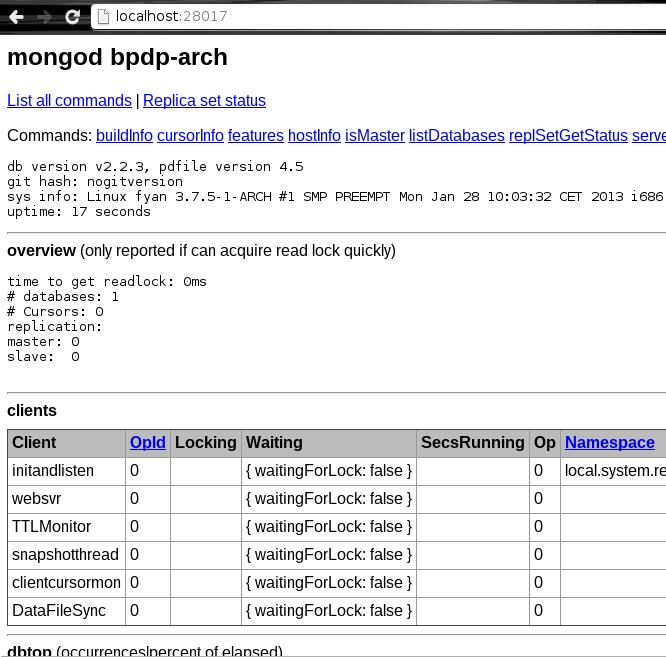 localhost:28017
mongod bpdp-arch
List all commands | Replica set status
Commands: buildInfo cursorInfo features hostInfo isMaster listDatabases replSetGetStatus serve
db version v2.2.3, pdfile version 4.5
git hash: nogitversion
sys info: Linux fyan 3.7.5-1-ARCH #1 SMP PREEMPT Mon Jan 28 10:03:32 CET 2013 i686
uptime: 17 seconds
overview (only reported if can acquire read lock quickly)
time to get readlock: 0ms
# databases: 1
# Cursors: 0
replication:
master: 0
slave:  0
clients
Client OpId Locking Waiting SecsRunning Op Namespace
initandlisten 0 { waitingForLock: false } 0 local.system.re
websvr 0 { waitingForLock: false } 0
TTLMonitor 0 { waitingForLock: false } 0
snapshotthread 0 { waitingForLock: false } 0
clientcursormon 0 { waitingForLock: false } 0
DataFileSync 0 { waitingForLock: false } 0
dbtop (occurrences|percent of elapsed)